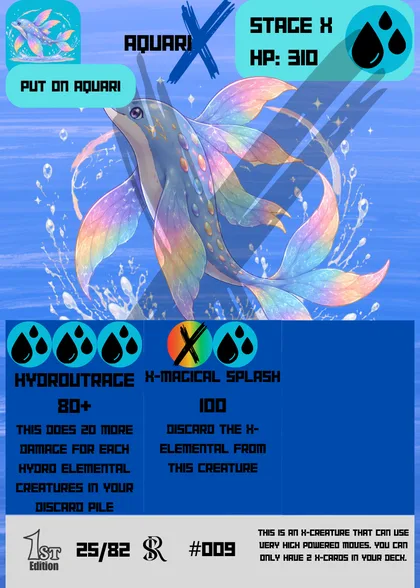 AQUARI X
STAGE X
HP: 310
PUT ON AQUARI
HYDROUTRAGE
80+
THIS DOES 20 MORE
DAMAGE FOR EACH
HYDRO ELEMENTAL
CREATURES IN YOUR
DISCARD PILE
X
X-MAGICAL SPLASH
100
DISCARD THE X-
ELEMENTAL FROM
THIS CREATURE
1ST
Edition
25/82
SR
#009
THIS IS AN X-CREATURE THAT CAN USE
VERY HIGH POWERED MOVES. YOU CAN
ONLY HAVE 2 X-CARDS IN YOUR DECK.